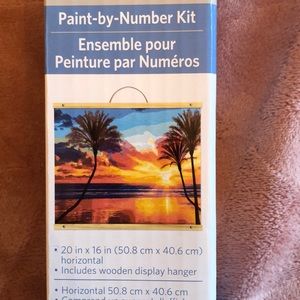 Paint-by-Number Kit
Ensemble pour
Peinture par Numéros
• 20 in x 16 in (50.8 cm x 40.6 cm)
horizontal
• Includes wooden display hanger
• Horizontal 50.8 cm x 40.6 cm